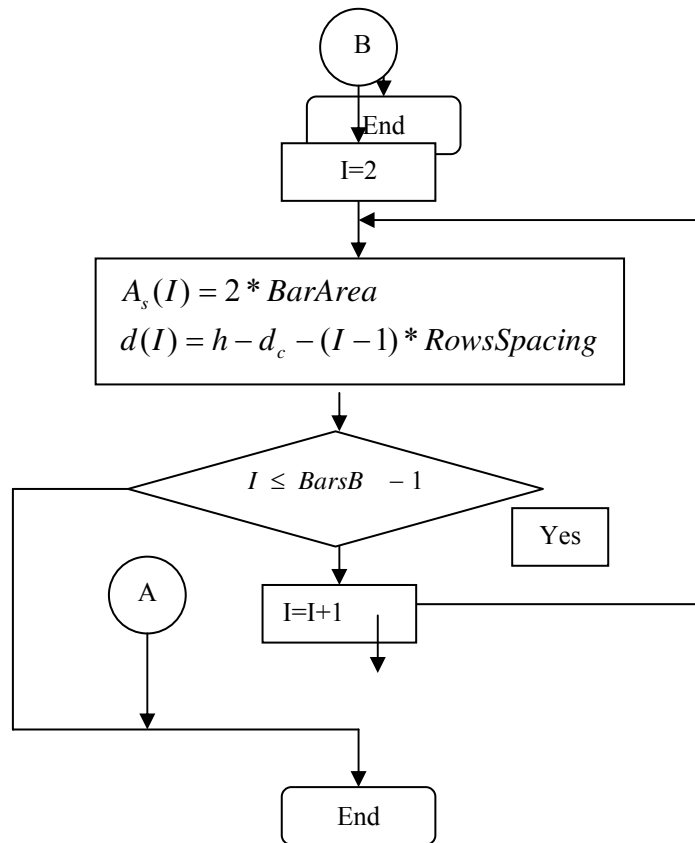 B
End
I=2
A_s(I) = 2 * BarArea
d(I) = h − d_c − (I − 1) * RowsSpacing
I ≤ BarsB − 1
Yes
A
I=I+1
End